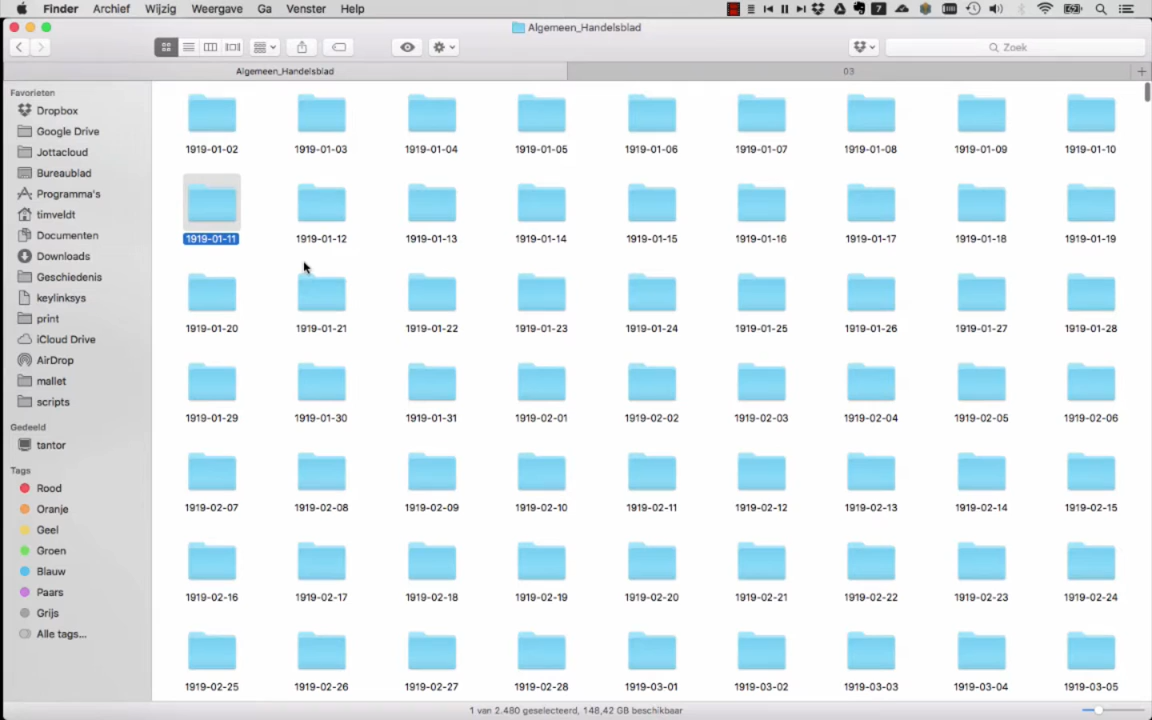 Finder Archief Wijzig Weergave Ga Venster Help
Algemeen_Handelsblad
Zoek
Algemeen_Handelsblad 03
Favorieten
Dropbox
Google Drive
Jottacloud
Bureaublad
Programma's
timveldt
Documenten
Downloads
Geschiedenis
keylinksys
print
iCloud Drive
AirDrop
mallet
scripts
Gedeeld
tantor
Tags
Rood
Oranje
Geel
Groen
Blauw
Paars
Grijs
Alle tags...
1919-01-02 1919-01-03 1919-01-04 1919-01-05 1919-01-06 1919-01-07 1919-01-08 1919-01-09 1919-01-10
1919-01-11 1919-01-12 1919-01-13 1919-01-14 1919-01-15 1919-01-16 1919-01-17 1919-01-18 1919-01-19
1919-01-20 1919-01-21 1919-01-22 1919-01-23 1919-01-24 1919-01-25 1919-01-26 1919-01-27 1919-01-28
1919-01-29 1919-01-30 1919-01-31 1919-02-01 1919-02-02 1919-02-03 1919-02-04 1919-02-05 1919-02-06
1919-02-07 1919-02-08 1919-02-09 1919-02-10 1919-02-11 1919-02-12 1919-02-13 1919-02-14 1919-02-15
1919-02-16 1919-02-17 1919-02-18 1919-02-19 1919-02-20 1919-02-21 1919-02-22 1919-02-23 1919-02-24
1919-02-25 1919-02-26 1919-02-27 1919-02-28 1919-03-01 1919-03-02 1919-03-03 1919-03-04 1919-03-05
1 van 2.480 geselecteerd, 148,42 GB beschikbaar